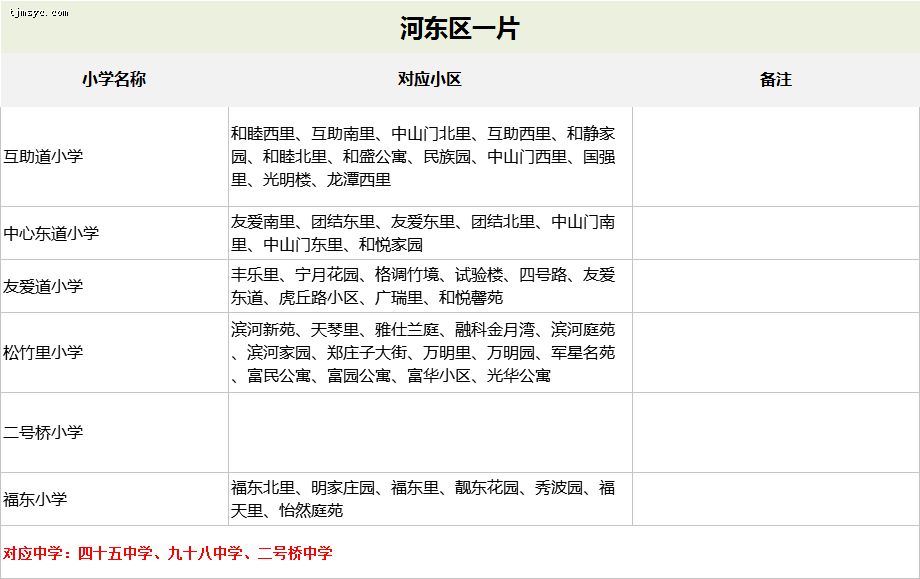 tjmsyc.com
河东区一片
小学名称 对应小区 备注
互助道小学
和睦西里、互助南里、中山门北里、互助西里、和静家
园、和睦北里、和盛公寓、民族园、中山门西里、国强
里、光明楼、龙潭西里
中心东道小学
友爱南里、团结东里、友爱东里、团结北里、中山门南
里、中山门东里、和悦家园
友爱道小学
丰乐里、宁月花园、格调竹境、试验楼、四号路、友爱
东道、虎丘路小区、广瑞里、和悦馨苑
松竹里小学
滨河新苑、天琴里、雅仕兰庭、融科金月湾、滨河庭苑
、滨河家园、郑庄子大街、万明里、万明园、军星名苑
、富民公寓、富园公寓、富华小区、光华公寓
二号桥小学
福东小学
福东北里、明家庄园、福东里、靓东花园、秀波园、福
天里、怡然庭苑
对应中学：四十五中学、九十八中学、二号桥中学